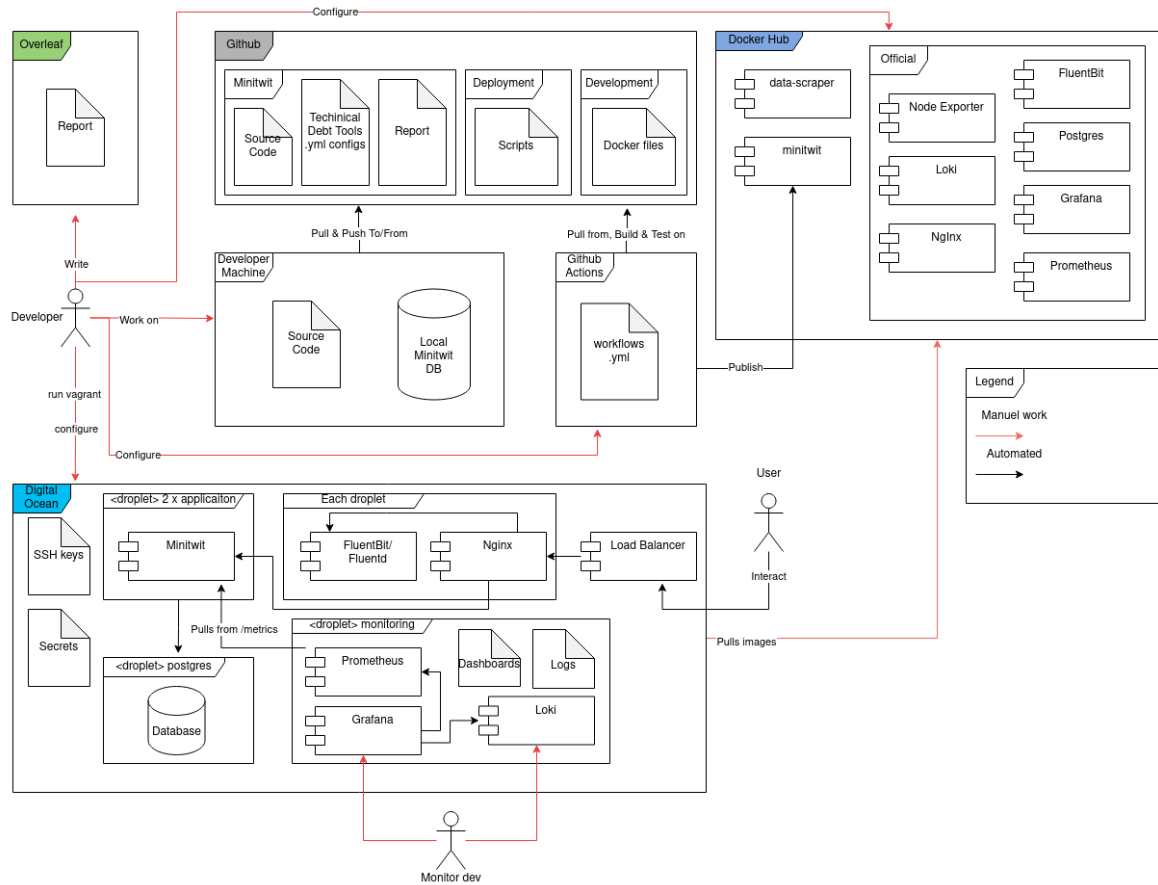 Configure
Overleaf
Report
Github
Minitwit
Source
Code
Techinical
Debt Tools
.yml configs
Report
Deployment
Scripts
Development
Docker files
Docker Hub
data-scraper
minitwit
Official
Node Exporter
Loki
NgInx
FluentBit
Postgres
Grafana
Prometheus
Pull & Push To/From
Pull from, Build & Test on
Write
Developer
Work on
run vagrant
configure
Configure
Developer
Machine
Source
Code
Local
Minitwit
DB
Github
Actions
workflows
.yml
Publish
Legend
Manuel work
Automated
User
Interact
Digital
Ocean
SSH keys
Secrets
<droplet> 2 x applicaiton
Minitwit
Each droplet
FluentBit/
Fluentd
Nginx
Load Balancer
Pulls from /metrics
<droplet> postgres
Database
<droplet> monitoring
Prometheus
Grafana
Dashboards
Logs
Loki
Pulls images
Monitor dev